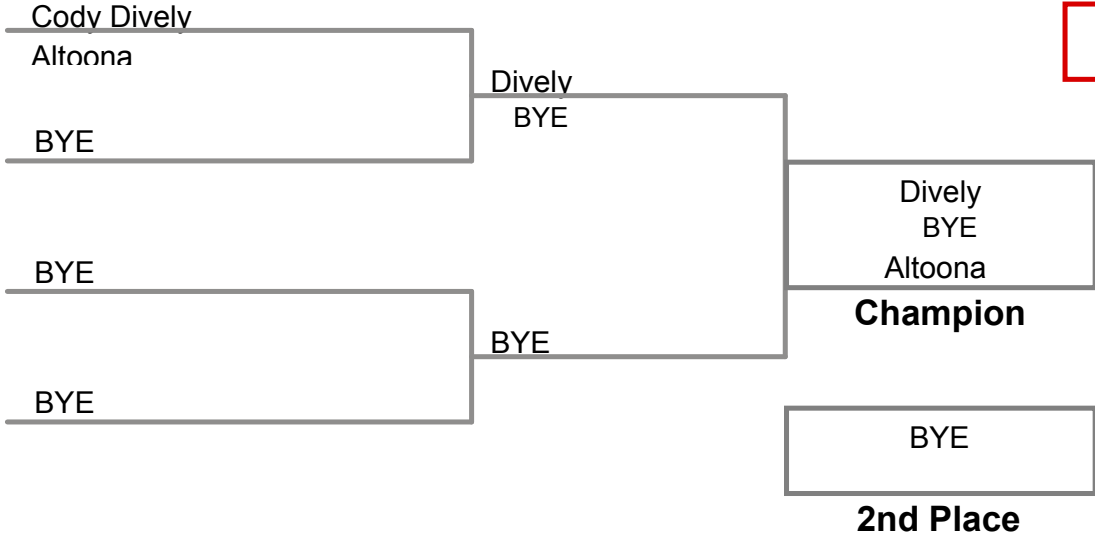 Cody Dively
Altoona
BYE
BYE
BYE
Dively
BYE
BYE
Dively
BYE
Altoona
Champion
BYE
2nd Place